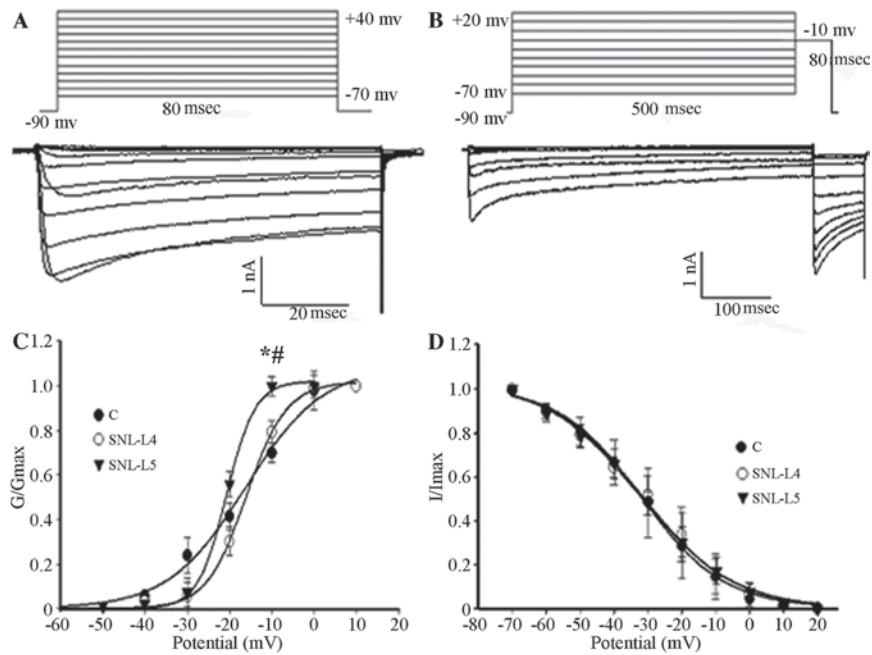 A
+40 mv
-70 mv
80 msec
-90 mv
1 nA
20 msec
B
+20 mv
-10 mv
80 msec
-70 mv
500 msec
-90 mv
1 nA
100 msec
C
*#
1.2
1.0
0.8
0.6
0.4
0.2
0
G/Gmax
C
SNL-L4
SNL-L5
-60 -50 -40 -30 -20 -10 0 10 20
Potential (mV)
D
1.2
1.0
0.8
0.6
0.4
0.2
0.0
I/Imax
C
SNL-L4
SNL-L5
-80 -70 -60 -50 -40 -30 -20 -10 0 10 20
Potential (mV)